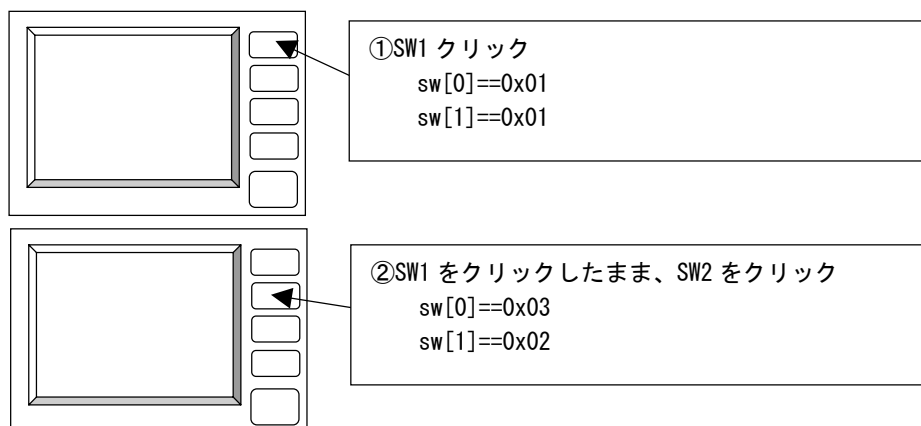 ①SW1 クリック
sw[0]==0x01
sw[1]==0x01
②SW1 をクリックしたまま、SW2 をクリック
sw[0]==0x03
sw[1]==0x02